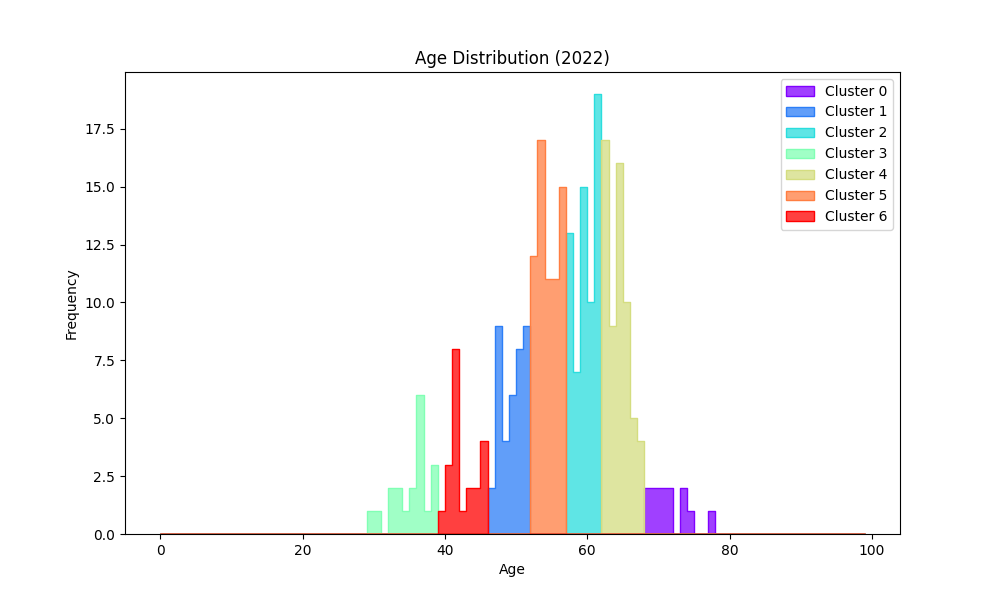 Age Distribution (2022)
Cluster 0
Cluster 1
Cluster 2
Cluster 3
Cluster 4
Cluster 5
Cluster 6
17.5
15.0
12.5
10.0
7.5
5.0
2.5
0.0
Frequency
0 20 40 60 80 100
Age